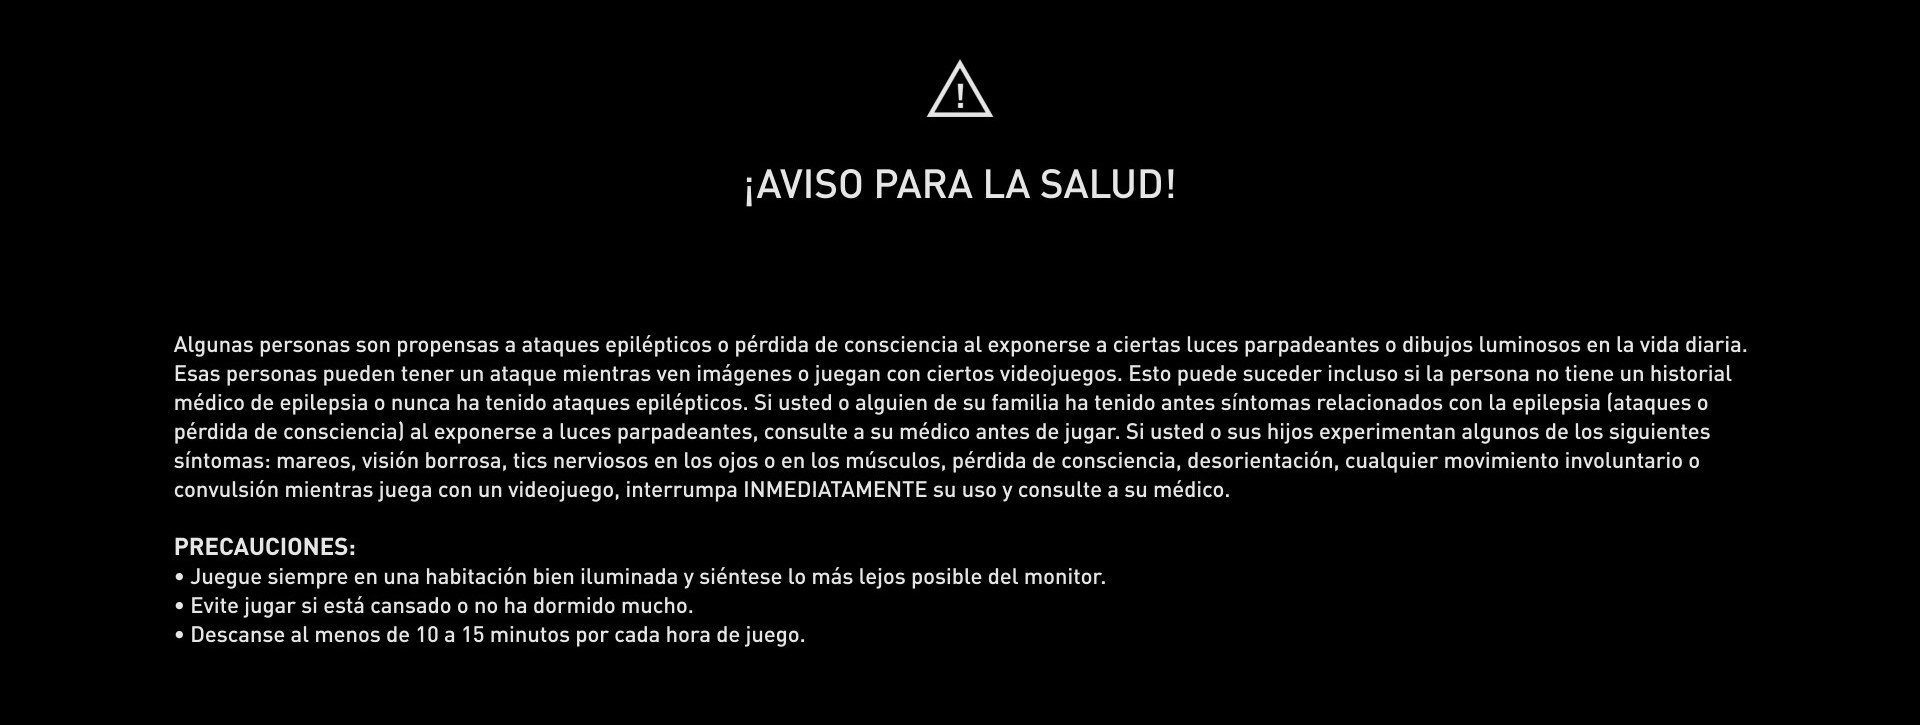 !
¡AVISO PARA LA SALUD!
Algunas personas son propensas a ataques epilépticos o pérdida de consciencia al exponerse a ciertas luces parpadeantes o dibujos luminosos en la vida diaria.
Esas personas pueden tener un ataque mientras ven imágenes o juegan con ciertos videojuegos. Esto puede suceder incluso si la persona no tiene un historial
médico de epilepsia o nunca ha tenido ataques epilépticos. Si usted o alguien de su familia ha tenido antes síntomas relacionados con la epilepsia (ataques o
pérdida de consciencia) al exponerse a luces parpadeantes, consulte a su médico antes de jugar. Si usted o sus hijos experimentan algunos de los siguientes
síntomas: mareos, visión borrosa, tics nerviosos en los ojos o en los músculos, pérdida de consciencia, desorientación, cualquier movimiento involuntario o
convulsión mientras juega con un videojuego, interrumpa INMEDIATAMENTE su uso y consulte a su médico.
PRECAUCIONES:
• Juegue siempre en una habitación bien iluminada y siéntese lo más lejos posible del monitor.
• Evite jugar si está cansado o no ha dormido mucho.
• Descanse al menos de 10 a 15 minutos por cada hora de juego.